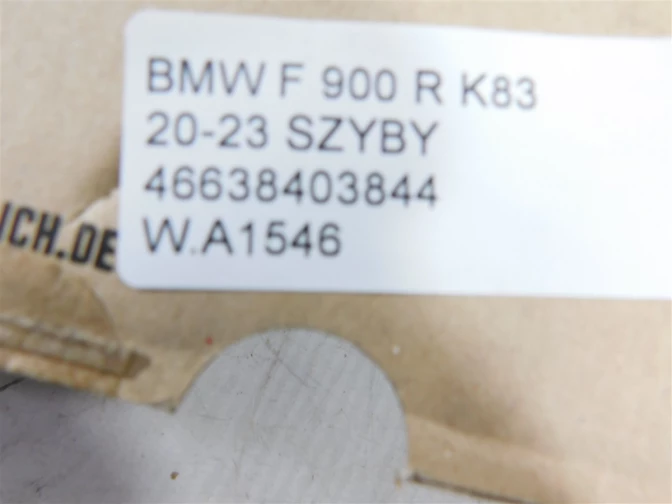 BMW F 900 R K83
20-23 SZYBY
46638403844
W.A1546
ICH.DE